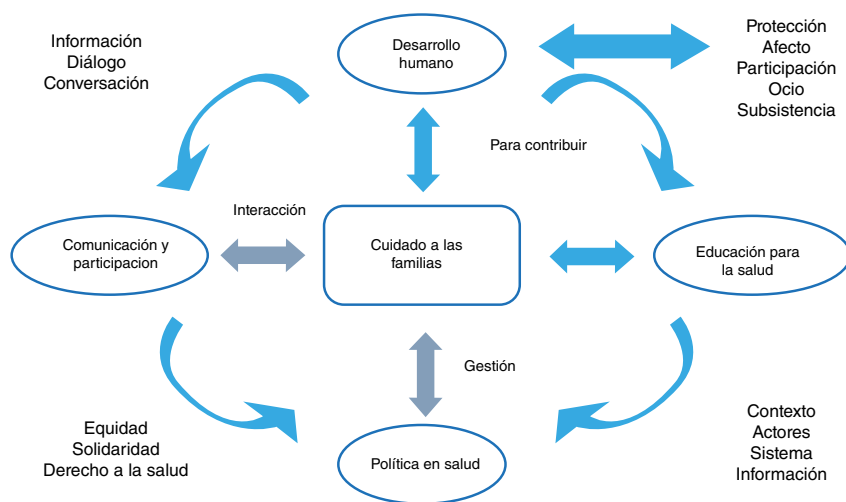 Información
Diálogo
Conversación
Desarrollo
humano
Protección
Afecto
Participación
Ocio
Subsistencia
Para contribuir
Interacción
Comunicación y
participacion
Cuidado a las
familias
Educación para
la salud
Gestión
Equidad
Solidaridad
Derecho a la salud
Política en salud
Contexto
Actores
Sistema
Información